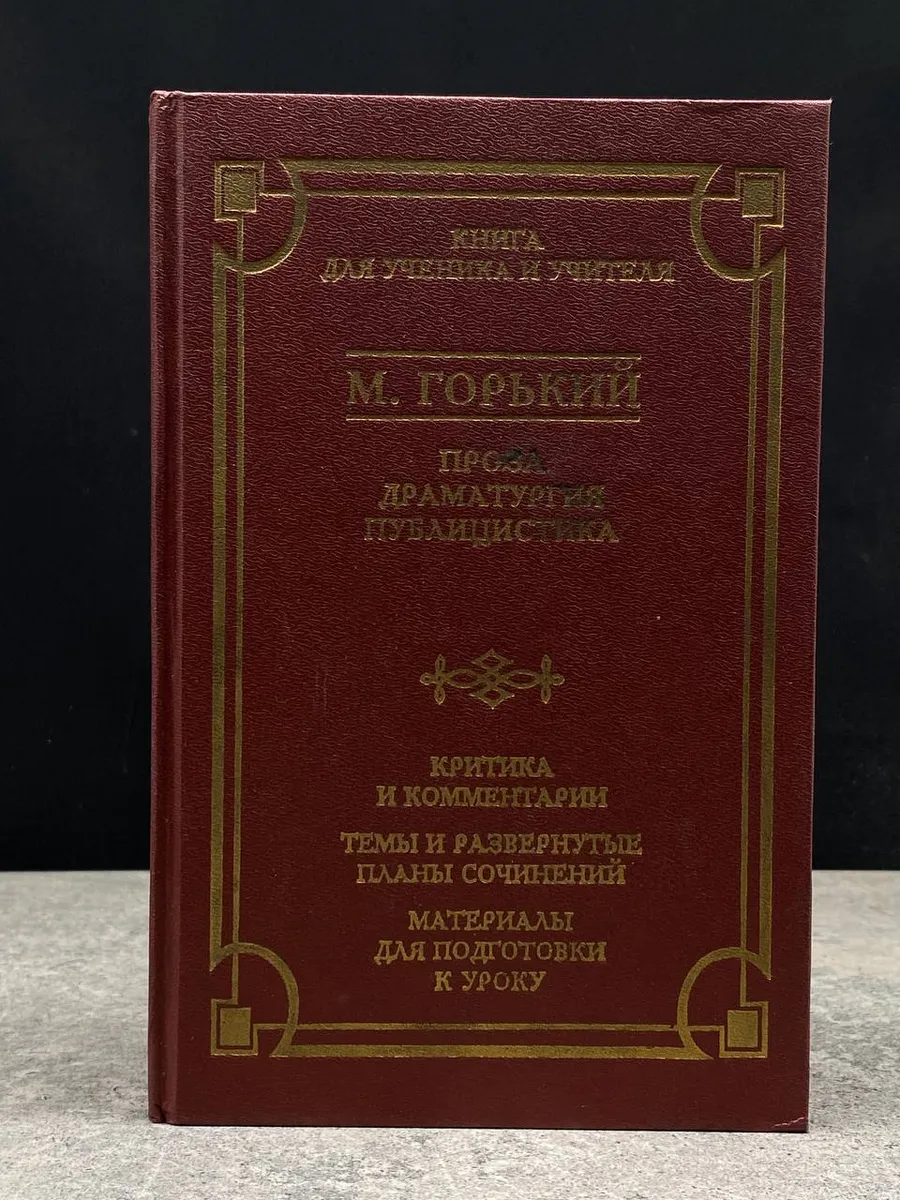 КНИГА
ДЛЯ УЧЕНИКА И УЧИТЕЛЯ
М. ГОРЬКИЙ
ПРОЗА
ДРАМАТУРГИЯ
ПУБЛИЦИСТИКА
КРИТИКА
И КОММЕНТАРИИ
ТЕМЫ И РАЗВЕРНУТЫЕ
ПЛАНЫ СОЧИНЕНИЙ
МАТЕРИАЛЫ
ДЛЯ ПОДГОТОВКИ
К УРОКУ